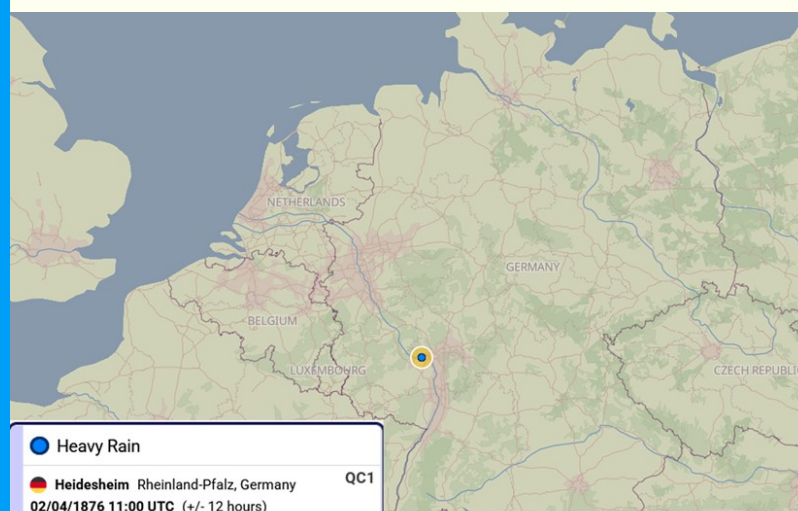 NETHERLANDS
GERMANY
BELGIUM
LUXEMBOURG
CZECH REPUBLIC
Heavy Rain
Heidesheim Rheinland-Pfalz, Germany QC1
02/04/1876 11:00 UTC (+/- 12 hours)